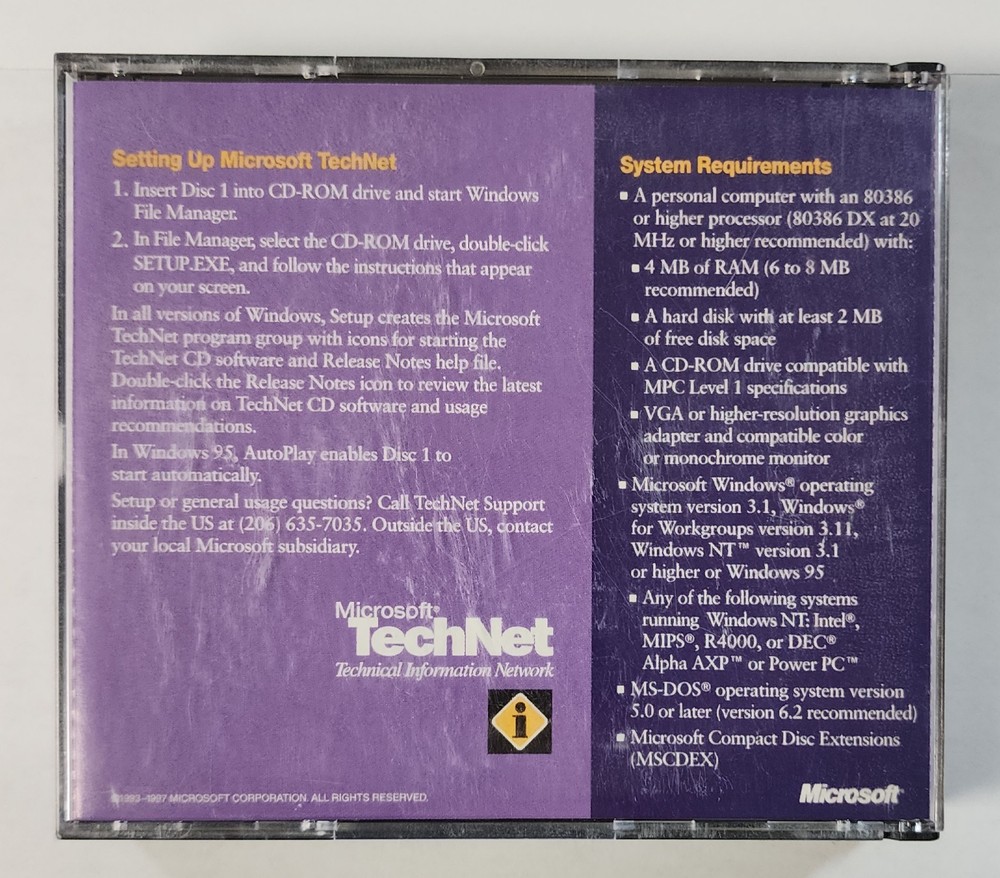 Setting Up Microsoft TechNet
1. Insert Disc 1 into CD-ROM drive and start Windows
File Manager.
2. In File Manager, select the CD-ROM drive, double-click
SETUP.EXE, and follow the instructions that appear
on your screen.
In all versions of Windows, Setup creates the Microsoft
TechNet program group with icons for starting the
TechNet CD software and Release Notes help file.
Double-click the Release Notes icon to review the latest
information on TechNet CD software and usage
recommendations.
In Windows 95, AutoPlay enables Disc 1 to
start automatically.
Setup or general usage questions? Call TechNet Support
inside the US at (206) 635-7035. Outside the US, contact
your local Microsoft subsidiary.
Microsoft®
TechNet
Technical Information Network
i
©1993-1997 MICROSOFT CORPORATION. ALL RIGHTS RESERVED.
System Requirements
▪ A personal computer with an 80386
or higher processor (80386 DX at 20
MHz or higher recommended) with:
▪ 4 MB of RAM (6 to 8 MB
recommended)
▪ A hard disk with at least 2 MB
of free disk space
▪ A CD-ROM drive compatible with
MPC Level 1 specifications
▪ VGA or higher-resolution graphics
adapter and compatible color
or monochrome monitor
▪ Microsoft Windows® operating
system version 3.1, Windows®
for Workgroups version 3.11,
Windows NT™ version 3.1
or higher or Windows 95
▪ Any of the following systems
running Windows NT: Intel®,
MIPS®, R4000, or DEC®
Alpha AXP™ or Power PC™
▪ MS-DOS® operating system version
5.0 or later (version 6.2 recommended)
▪ Microsoft Compact Disc Extensions
(MSCDEX)
Microsoft